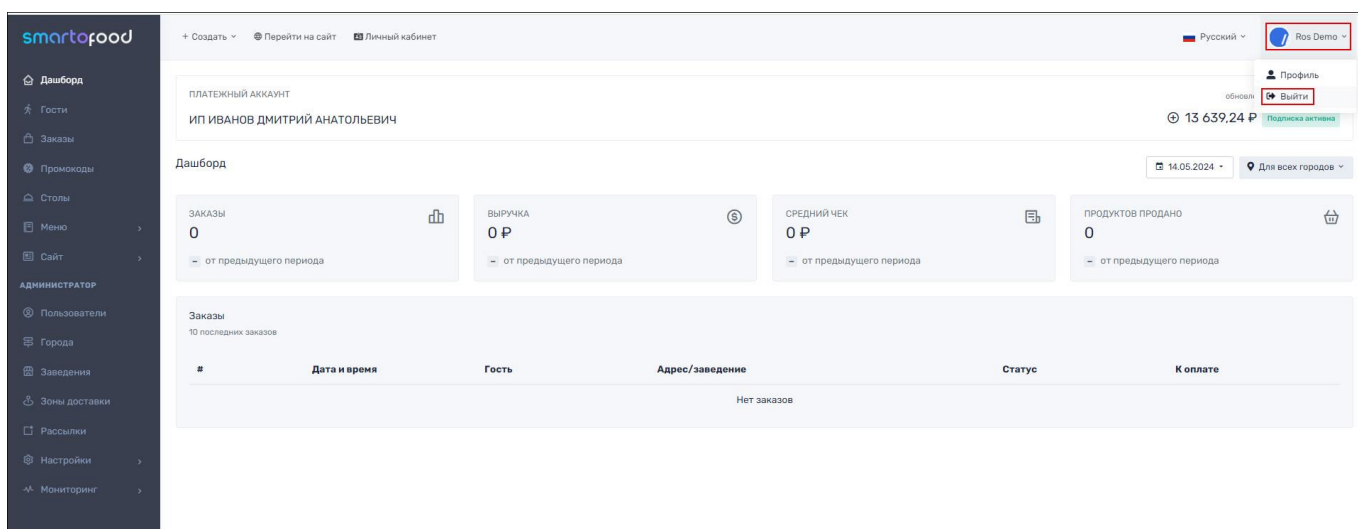 smartofood
+ Создать
Перейти на сайт
Личный кабинет
Русский
Ros Demo
Профиль
Выйти
Дашборд
Гости
Заказы
Промокоды
Столы
Меню
Сайт
АДМИНИСТРАТОР
Пользователи
Города
Заведения
Зоны доставки
Рассылки
Настройки
Мониторинг
ПЛАТЕЖНЫЙ АККАУНТ
ИП ИВАНОВ ДМИТРИЙ АНАТОЛЬЕВИЧ
13 639,24 ₽
Подписка активна
Дашборд
14.05.2024
Для всех городов
ЗАКАЗЫ
0
– от предыдущего периода
ВЫРУЧКА
0 ₽
– от предыдущего периода
СРЕДНИЙ ЧЕК
0 ₽
– от предыдущего периода
ПРОДУКТОВ ПРОДАНО
0
– от предыдущего периода
Заказы
10 последних заказов
# Дата и время Гость Адрес/заведение Статус К оплате
Нет заказов